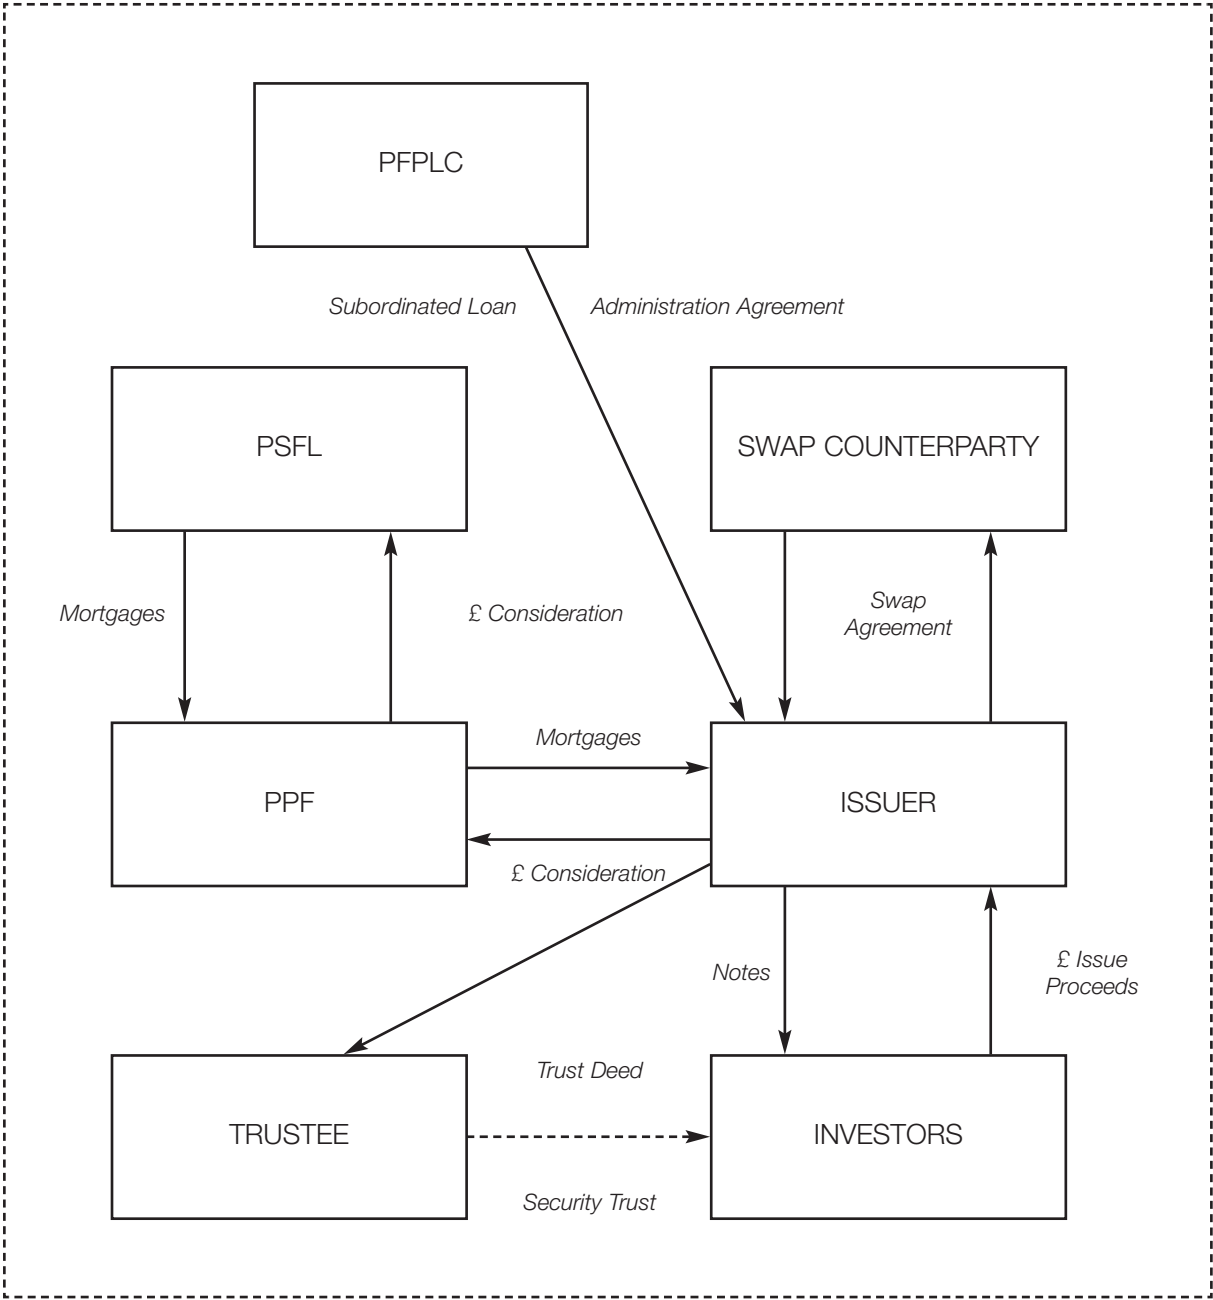 PFPLC
Subordinated Loan
Administration Agreement
PSFL
SWAP COUNTERPARTY
Mortgages
£ Consideration
Swap
Agreement
Mortgages
PPF
ISSUER
£ Consideration
Notes
£ Issue
Proceeds
Trust Deed
TRUSTEE
INVESTORS
Security Trust